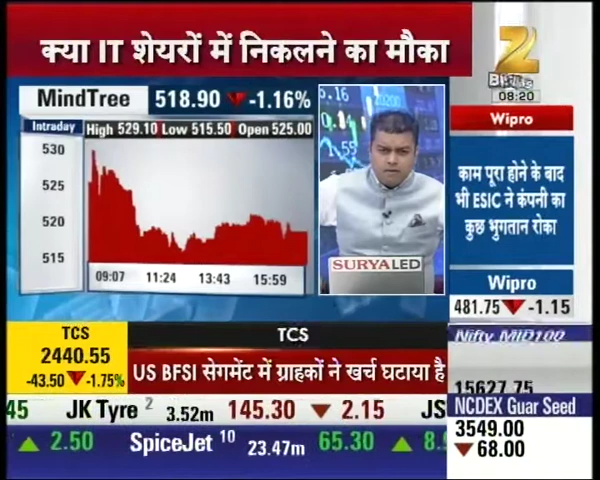 क्या IT शेयरों में निकलने का मौका
08:20
MindTree 518.90 -1.16%
Intraday High 529.10 Low 515.50 Open 525.00
530
525
520
515
09:07 11:24 13:43 15:59
SURYA LED
Wipro
काम पूरा होने के बाद
भी ESIC ने कंपनी का
कुछ भुगतान रोका
Wipro
481.75 -1.15
TCS
2440.55
-43.50 -1.75%
TCS
US BFSI सेगमेंट में ग्राहकों ने खर्च घटाया है
Nifty MID100
15627.75
45 JK Tyre 2 3.52m 145.30 2.15 JS
2.50 SpiceJet 10 23.47m 65.30
NCDEX Guar Seed
3549.00
68.00